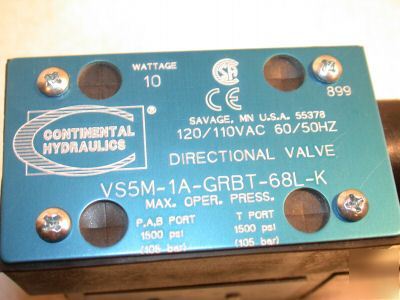 WATTAGE
10
899
CONTINENTAL
HYDRAULICS
®
SAVAGE, MN U.S.A. 55378
120/110VAC 60/50HZ
DIRECTIONAL VALVE
VS5M-1A-GRBT-68L-K
MAX. OPER. PRESS.
P,A,B PORT
1500 psi
(105 bar)
T PORT
1500 psi
(105 bar)